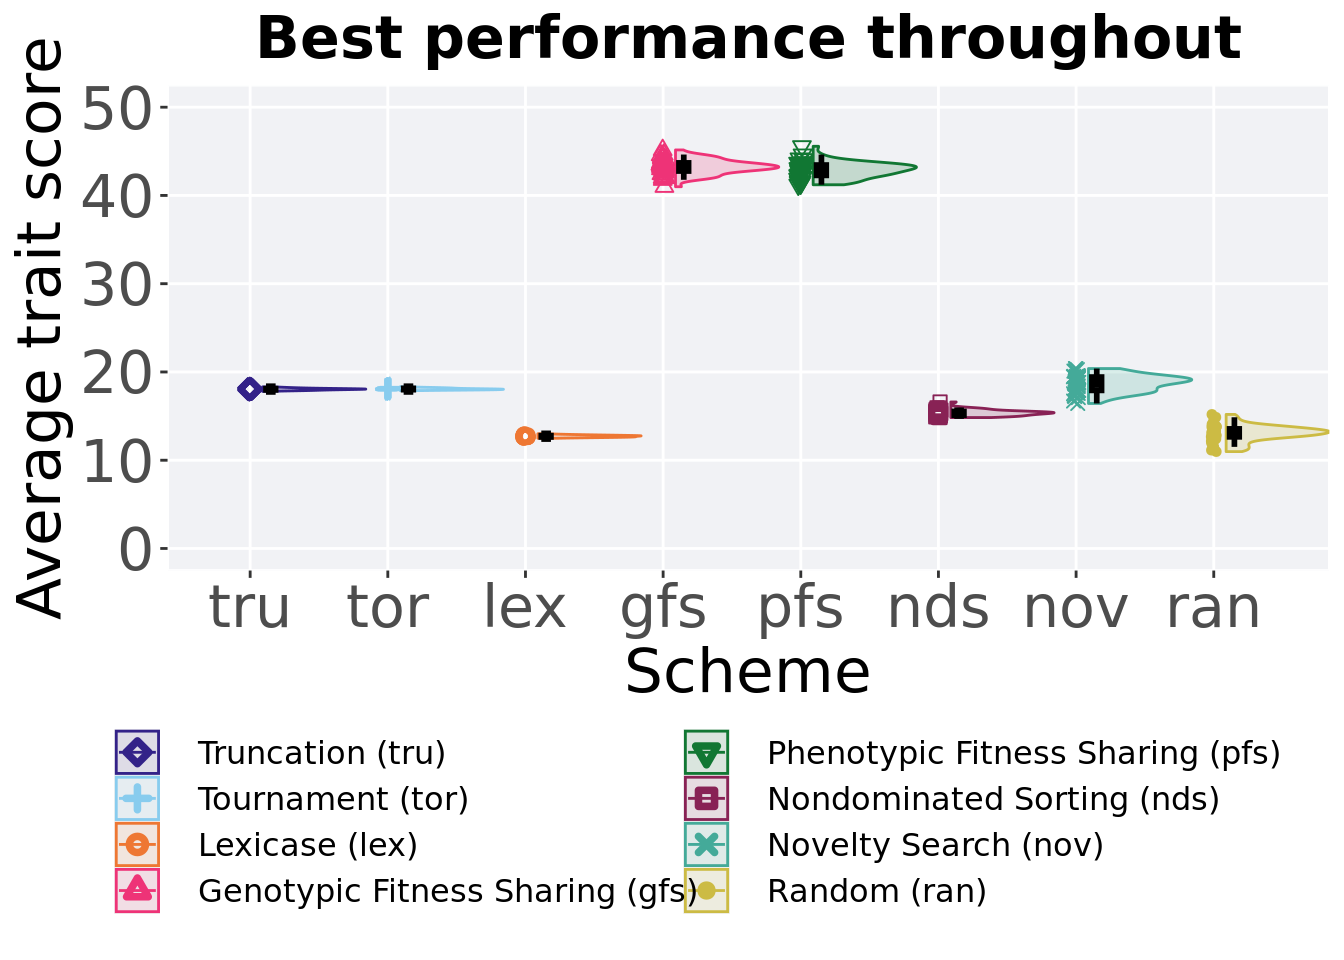 Best performance throughout
Average trait score
50
40
30
20
10
0
tru tor lex gfs pfs nds nov ran
Scheme
Truncation (tru)
Tournament (tor)
Lexicase (lex)
Genotypic Fitness Sharing (gfs)
Phenotypic Fitness Sharing (pfs)
Nondominated Sorting (nds)
Novelty Search (nov)
Random (ran)